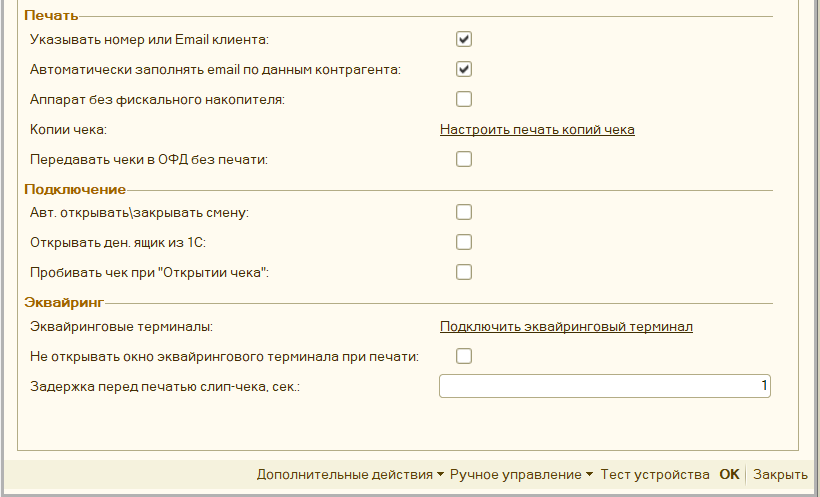 Печать
Указывать номер или Email клиента:
Автоматически заполнять email по данным контрагента:
Аппарат без фискального накопителя:
Копии чека: Настроить печать копий чека
Передавать чеки в ОФД без печати:
Подключение
Авт. открывать\закрывать смену:
Открывать ден. ящик из 1С:
Пробивать чек при "Открытии чека":
Эквайринг
Эквайринговые терминалы: Подключить эквайринговый терминал
Не открывать окно эквайрингового терминала при печати:
Задержка перед печатью слип-чека, сек.: 1
Дополнительные действия Ручное управление Тест устройства OK Закрыть